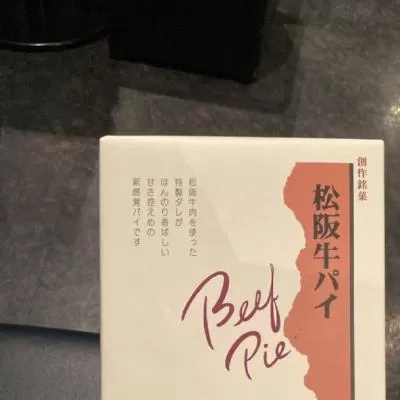 創作銘菓
松阪牛パイ
松阪牛肉を使った
特製ダレが
ほんのり香ばしい
甘さ控えめの
新感覚パイです
Beef
Pie